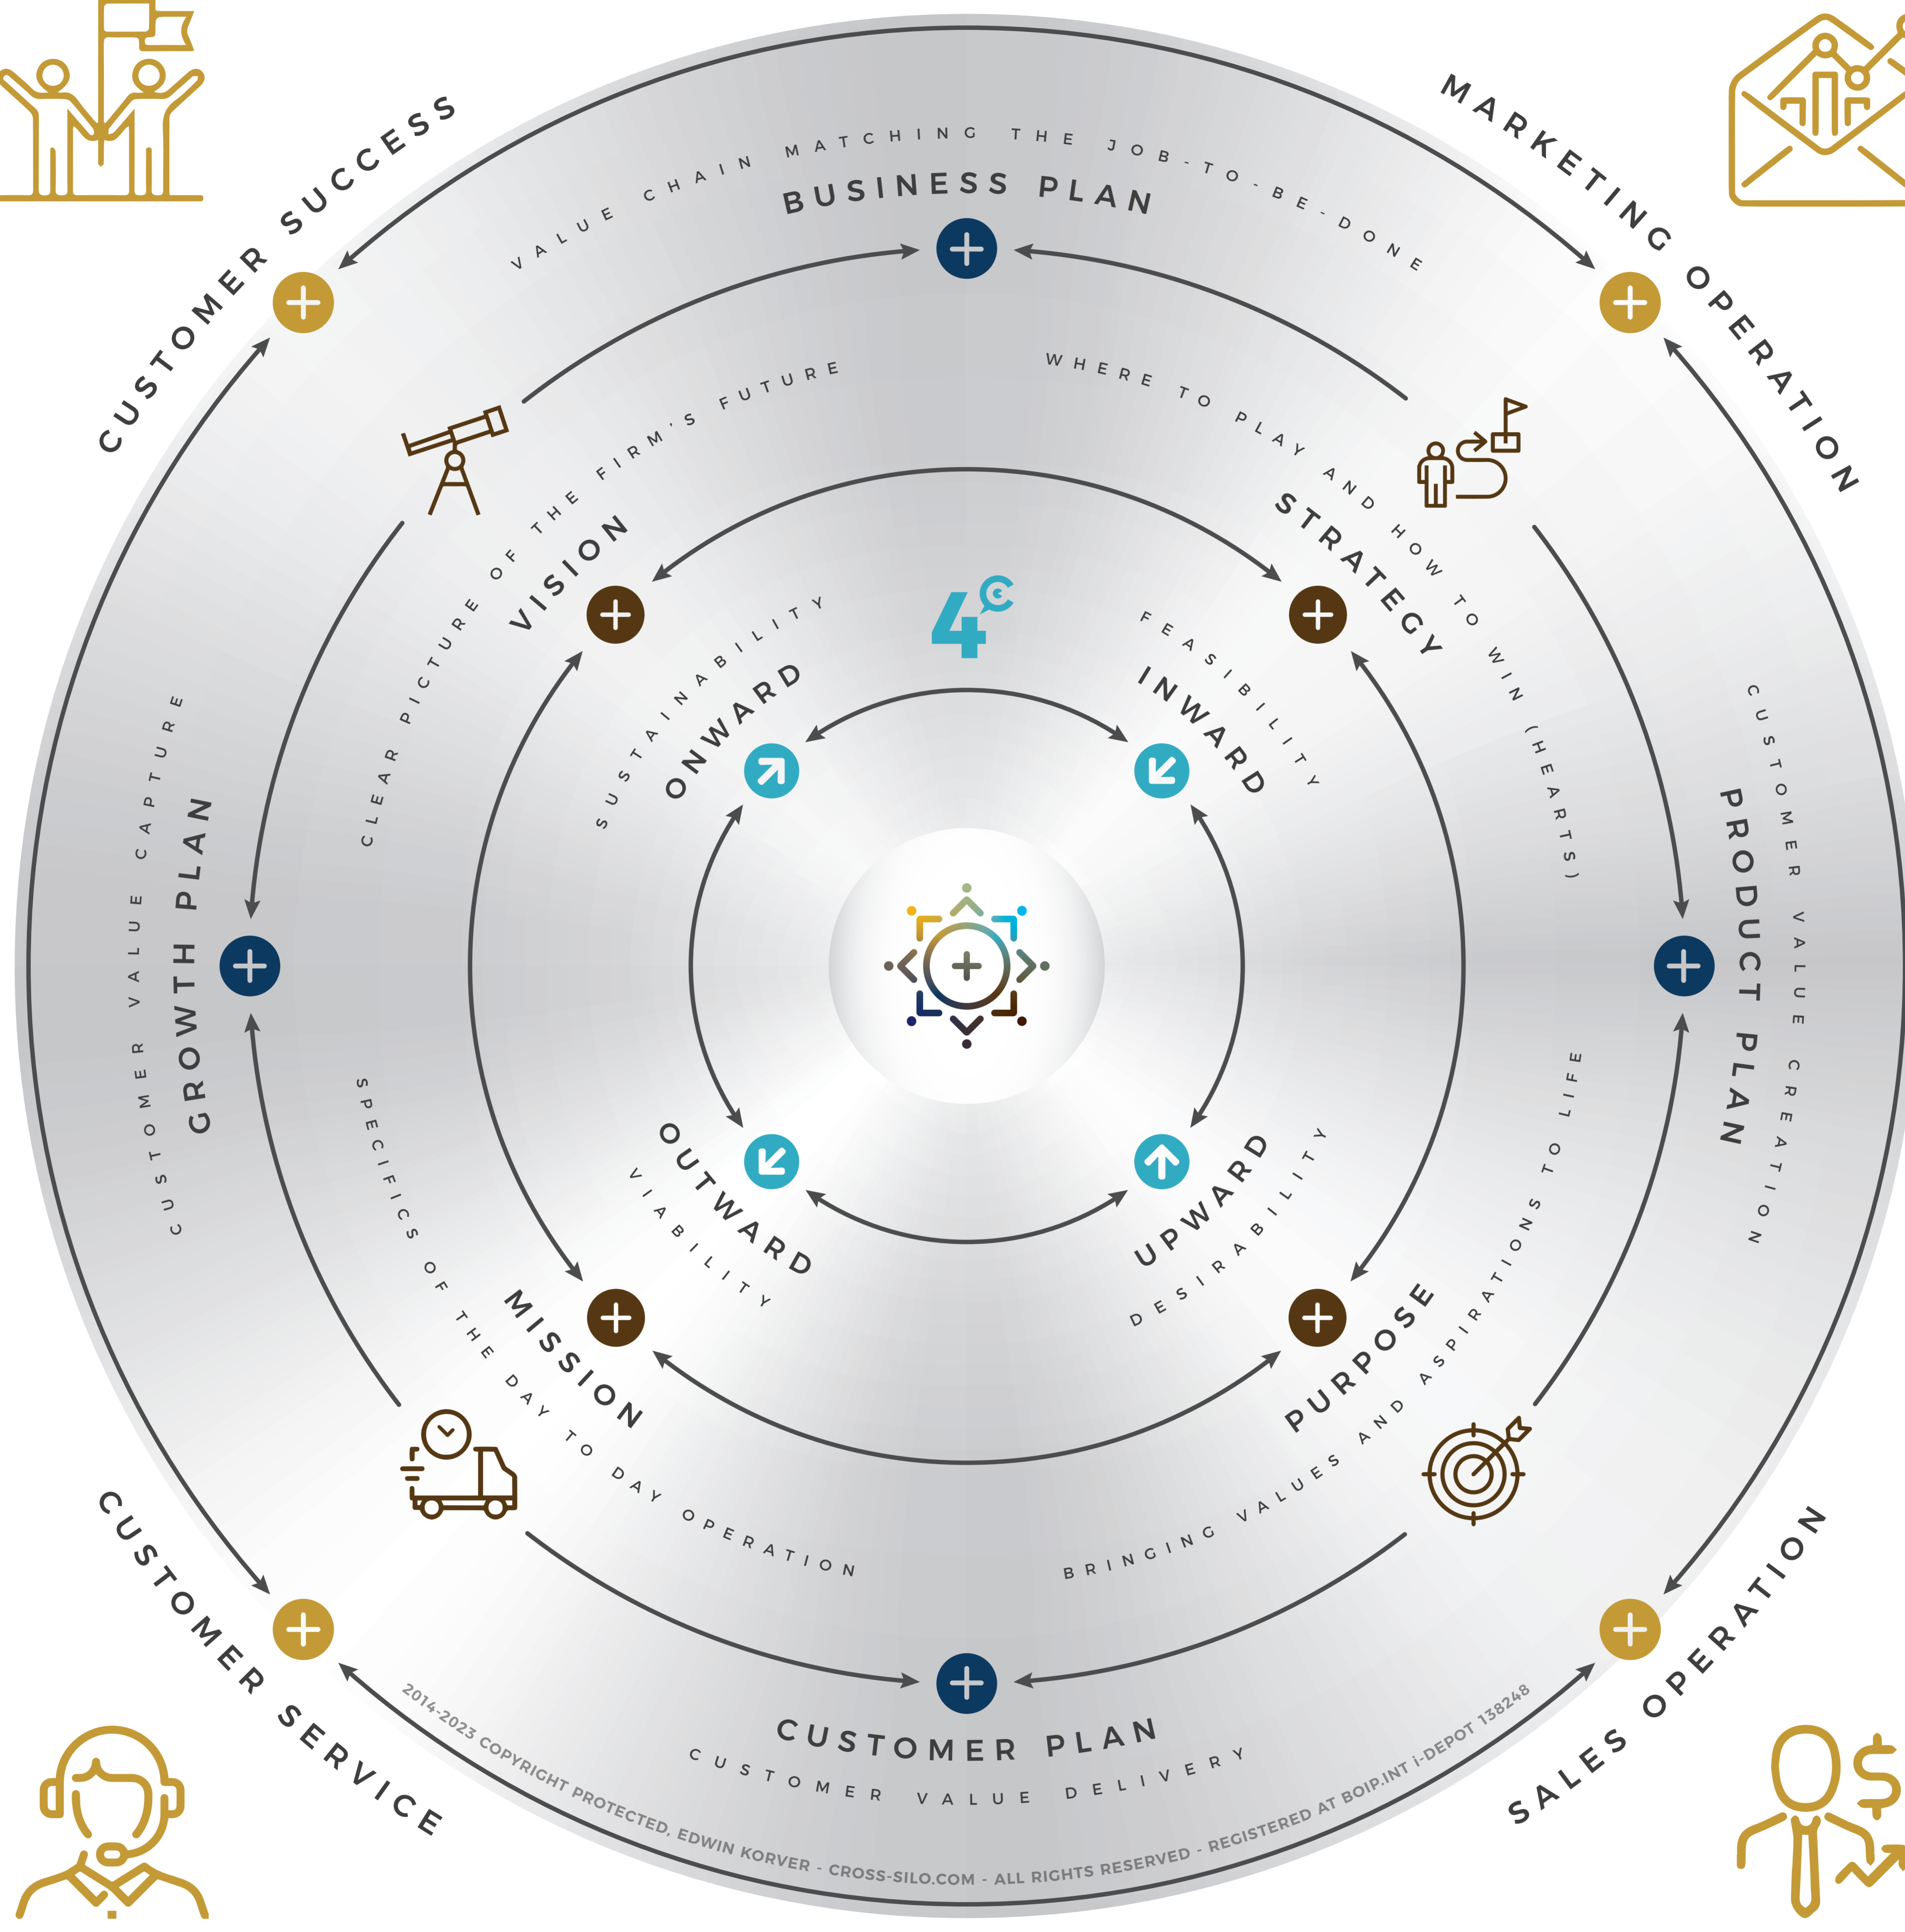 CUSTOMER SUCCESS
MARKETING OPERATION
VALUE CHAIN MATCHING THE JOB-TO-BE-DONE
BUSINESS PLAN
CLEAR PICTURE OF THE FIRM'S FUTURE
VISION
WHERE TO PLAY AND HOW TO WIN (HEARTS)
STRATEGY
4
SUSTAINABILITY
ONWARD
FEASIBILITY
INWARD
CUSTOMER VALUE CAPTURE
GROWTH PLAN
PRODUCT PLAN
CUSTOMER VALUE CREATION
OUTWARD
VIABILITY
UPWARD
DESIRABILITY
MISSION
SPECIFICS OF THE DAY TO DAY OPERATION
PURPOSE
BRINGING VALUES AND ASPIRATIONS TO LIFE
CUSTOMER PLAN
CUSTOMER VALUE DELIVERY
CUSTOMER SERVICE
SALES OPERATION
$
2014-2023 COPYRIGHT PROTECTED, EDWIN KORVER - CROSS-SILO.COM - ALL RIGHTS RESERVED - REGISTERED AT BOIP.INT i-DEPOT 138248